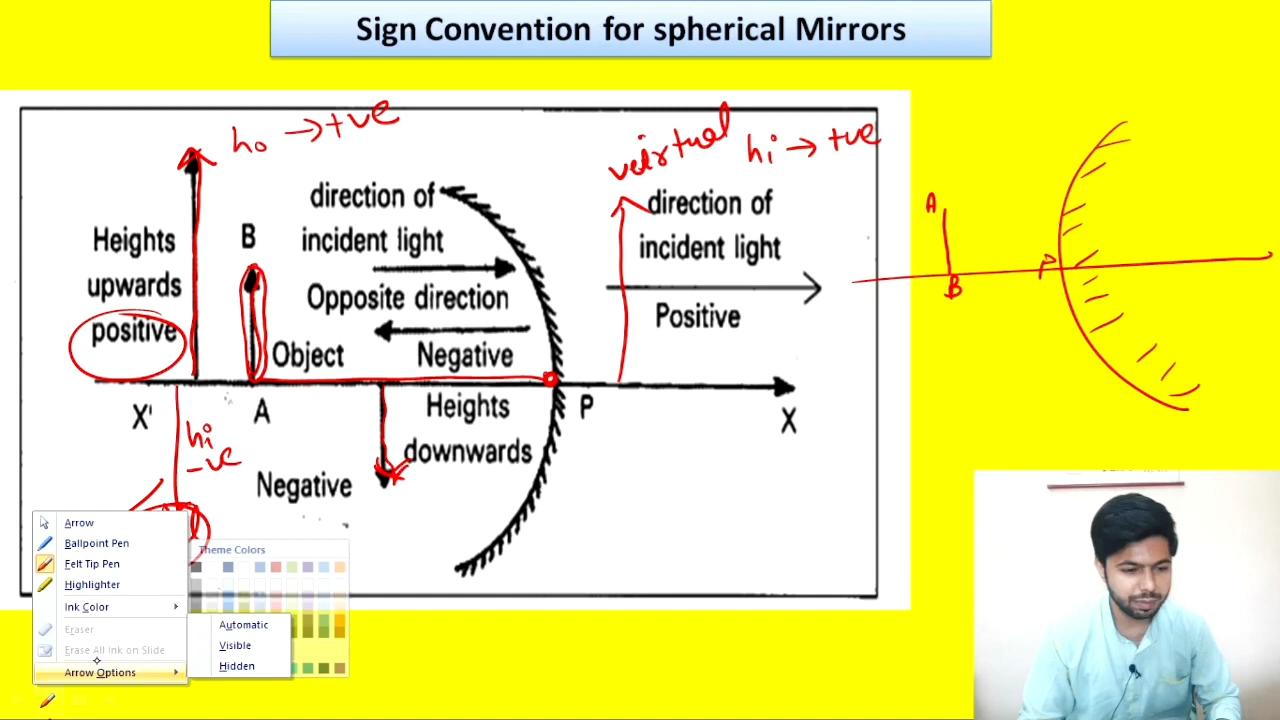 Sign Convention for spherical Mirrors
ho → +ve
virtual hi → +ve
direction of
incident light
direction of
incident light
B
Heights
upwards
positive
Opposite direction
Positive
Object
Negative
A
B
P
X'
A
Heights
downwards
P
X
hi
-ve
Negative
Arrow
Ballpoint Pen
Felt Tip Pen
Highlighter
Ink Color
Eraser
Erase All Ink on Slide
Arrow Options
Theme Colors
Automatic
Visible
Hidden